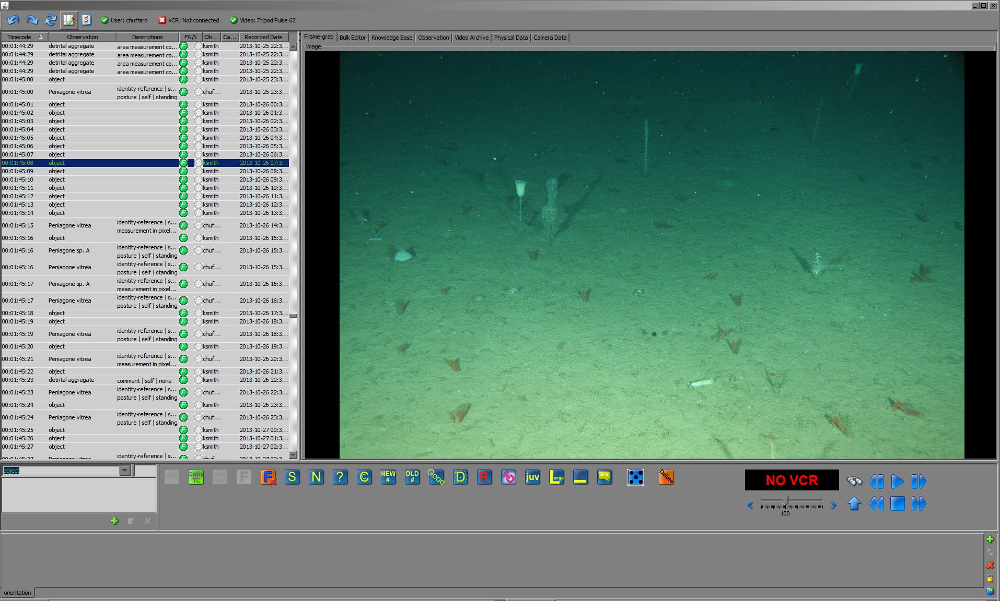 User: chuffard VCR: Not connected Video: Tripod Pulse 62
Timecode Observation Descriptions FG/S Ob... Ca... Recorded Date
00:01:44:29 detrital aggregate area measurement co... F S ksmith 2013-10-25 22:3...
00:01:44:29 detrital aggregate area measurement co... F S ksmith 2013-10-25 22:3...
00:01:44:29 detrital aggregate area measurement co... F S ksmith 2013-10-25 22:3...
00:01:44:29 detrital aggregate area measurement co... F S ksmith 2013-10-25 22:3...
00:01:45:00 object F S ksmith 2013-10-25 23:3...
00:01:45:00 Peniagone vitrea identity-reference | s... F S chuf... 2013-10-25 23:3...
posture | self | standing
00:01:45:01 object F S ksmith 2013-10-26 00:3...
00:01:45:02 object F S ksmith 2013-10-26 01:3...
00:01:45:03 object F S ksmith 2013-10-26 02:3...
00:01:45:04 object F S ksmith 2013-10-26 03:3...
00:01:45:05 object F S ksmith 2013-10-26 04:3...
00:01:45:06 object F S ksmith 2013-10-26 05:3...
00:01:45:07 object F S ksmith 2013-10-26 06:3...
00:01:45:08 object F S ksmith 2013-10-26 07:3...
00:01:45:09 object F S ksmith 2013-10-26 08:3...
00:01:45:10 object F S ksmith 2013-10-26 09:3...
00:01:45:11 object F S ksmith 2013-10-26 10:3...
00:01:45:12 object F S ksmith 2013-10-26 11:3...
00:01:45:13 object F S ksmith 2013-10-26 12:3...
00:01:45:14 object F S ksmith 2013-10-26 13:3...
00:01:45:15 Peniagone vitrea identity-reference | s... F S chuf... 2013-10-26 14:3...
measurement in pixel...
00:01:45:16 object F S ksmith 2013-10-26 15:3...
00:01:45:16 Peniagone sp. A identity-reference | s... F S chuf... 2013-10-26 15:3...
posture | self | standing
00:01:45:16 Peniagone vitrea identity-reference | s... F S chuf... 2013-10-26 15:3...
posture | self | standing
00:01:45:17 Peniagone sp. A identity-reference | s... F S chuf... 2013-10-26 16:3...
measurement in pixel...
00:01:45:17 Peniagone vitrea identity-reference | s... F S chuf... 2013-10-26 16:3...
posture | self | standing
00:01:45:18 object F S ksmith 2013-10-26 17:3...
00:01:45:19 object F S ksmith 2013-10-26 18:3...
00:01:45:19 Peniagone vitrea identity-reference | s... F S chuf... 2013-10-26 18:3...
posture | self | standing
00:01:45:20 object F S ksmith 2013-10-26 19:3...
00:01:45:21 Peniagone vitrea identity-reference | s... F S chuf... 2013-10-26 20:3...
measurement in pixel...
00:01:45:22 object F S ksmith 2013-10-26 21:3...
00:01:45:23 detrital aggregate comment | self | none F S ksmith 2013-10-26 22:3...
00:01:45:23 Peniagone vitrea identity-reference | s... F S chuf... 2013-10-26 22:3...
posture | self | standing
00:01:45:24 object F S ksmith 2013-10-26 23:3...
00:01:45:24 Peniagone vitrea identity-reference | s... F S chuf... 2013-10-26 23:3...
posture | self | standing
00:01:45:25 object F S ksmith 2013-10-27 00:3...
00:01:45:26 object F S ksmith 2013-10-27 01:3...
00:01:45:27 object F S ksmith 2013-10-27 02:3...
00:01:45:27 Peniagone vitrea identity-reference | s... F S chuf... 2013-10-27 02:3...
Frame-grab Bulk Editor Knowledge Base Observation Video Archive Physical Data Camera Data
image
object
New Copy TC Copy Anno F F S N ? C NEW # OLD # Good D R juv Large Delete
NO VCR
100
orientation